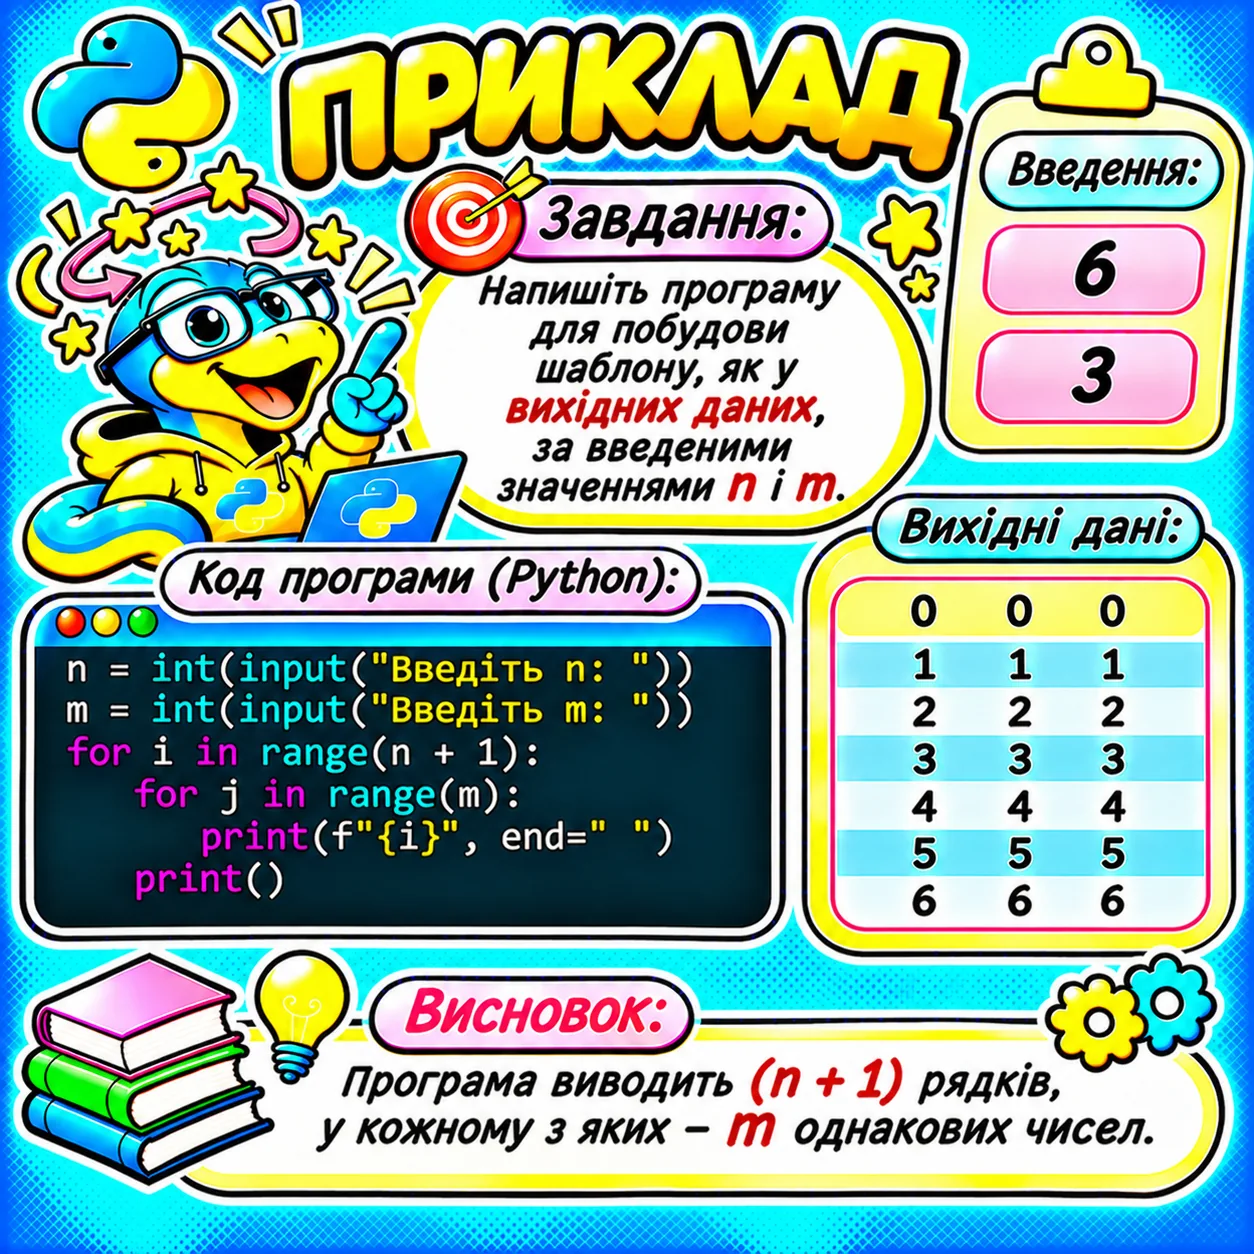 ПРИКЛАД
Завдання:
Напишіть програму
для побудови
шаблону, як у
вихідних даних,
за введеними
значеннями n і m.
Введення:
6
3
Код програми (Python):
n = int(input("Введіть n: "))
m = int(input("Введіть m: "))
for i in range(n + 1):
    for j in range(m):
        print(f"{i}", end=" ")
    print()
Вихідні дані:
0 0 0
1 1 1
2 2 2
3 3 3
4 4 4
5 5 5
6 6 6
Висновок:
Програма виводить (n + 1) рядків,
у кожному з яких – m однакових чисел.